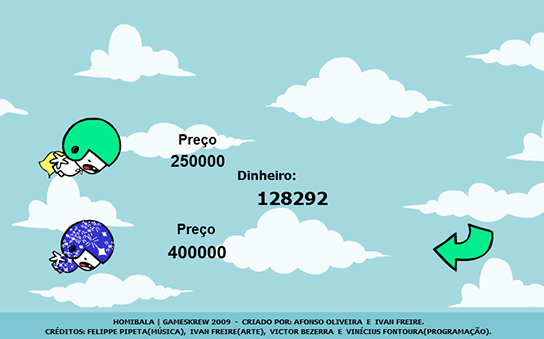 Preço
250000
Dinheiro:
128292
Preço
400000
HOMIBALA | GAMESKREW 2009 - CRIADO POR: AFONSO OLIVEIRA E IVAN FREIRE.
CRÉDITOS: FELIPPE PIPETA(MÚSICA), IVAN FREIRE(ARTE), VICTOR BEZERRA E VINÍCIUS FONTOURA(PROGRAMAÇÃO).